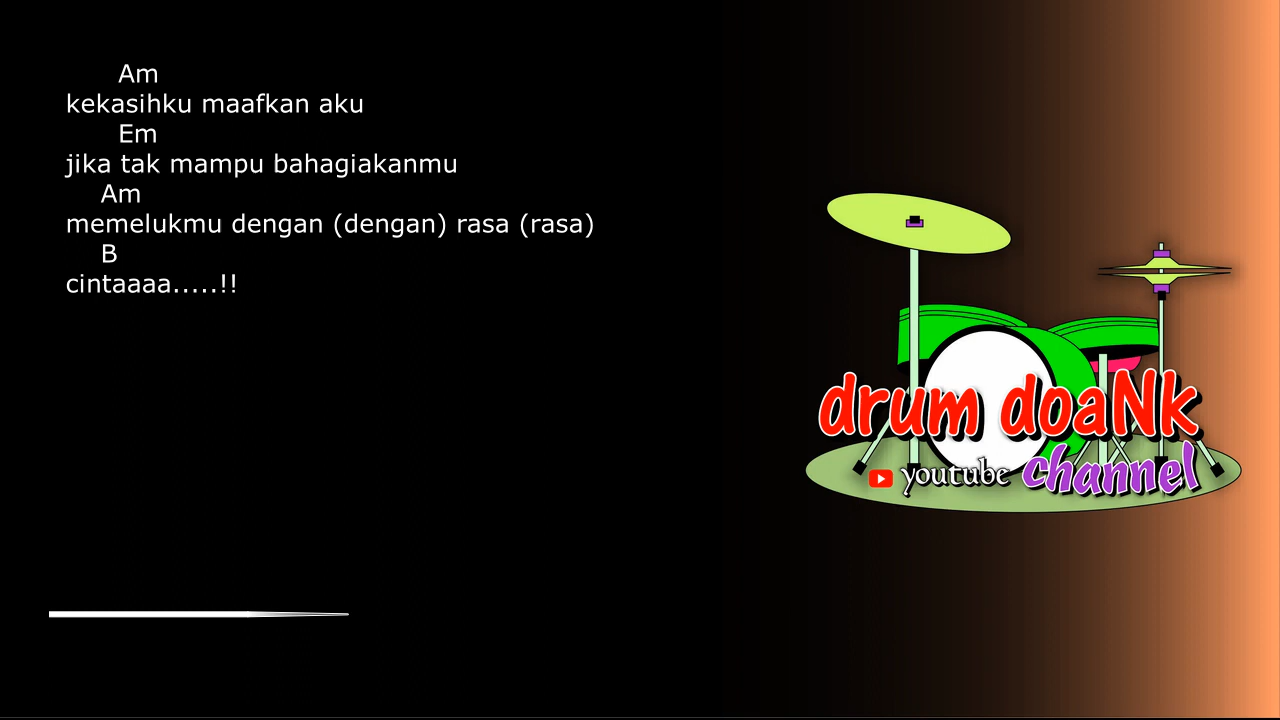 Am
kekasihku maafkan aku
Em
jika tak mampu bahagiakanmu
Am
memelukmu dengan (dengan) rasa (rasa)
B
cintaaaa.....!!
drum doaNk
youtube channel